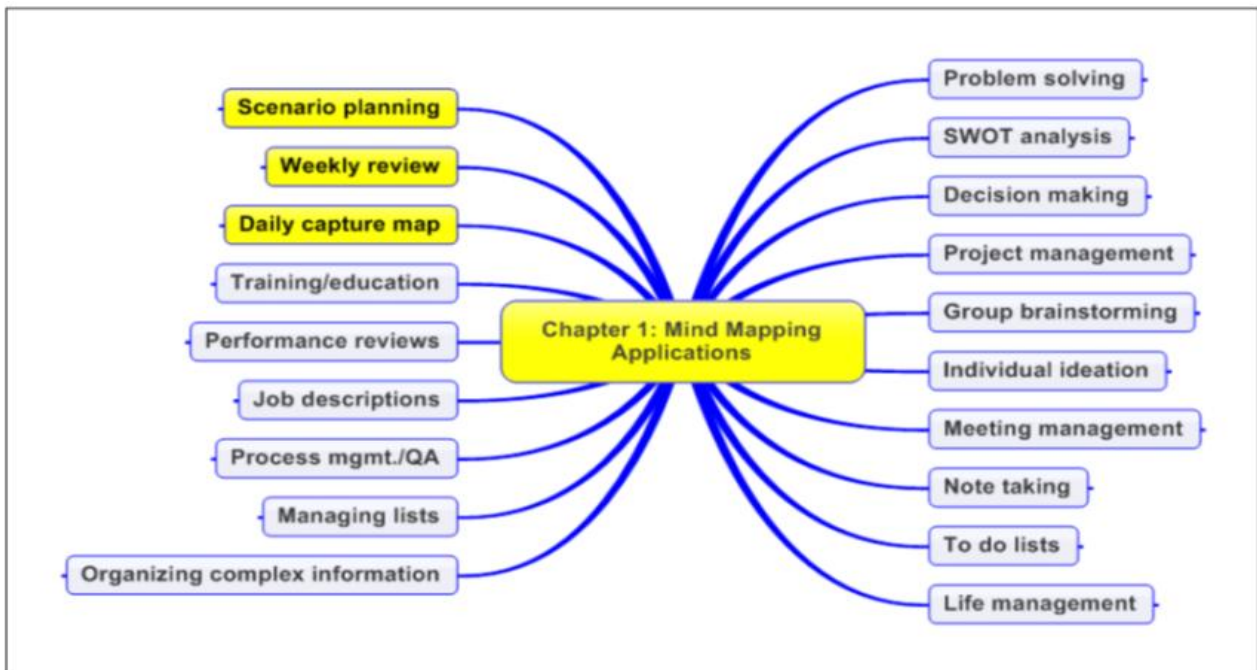 Chapter 1: Mind Mapping
Applications
Problem solving
SWOT analysis
Decision making
Project management
Group brainstorming
Individual ideation
Meeting management
Note taking
To do lists
Life management
Scenario planning
Weekly review
Daily capture map
Training/education
Performance reviews
Job descriptions
Process mgmt./QA
Managing lists
Organizing complex information